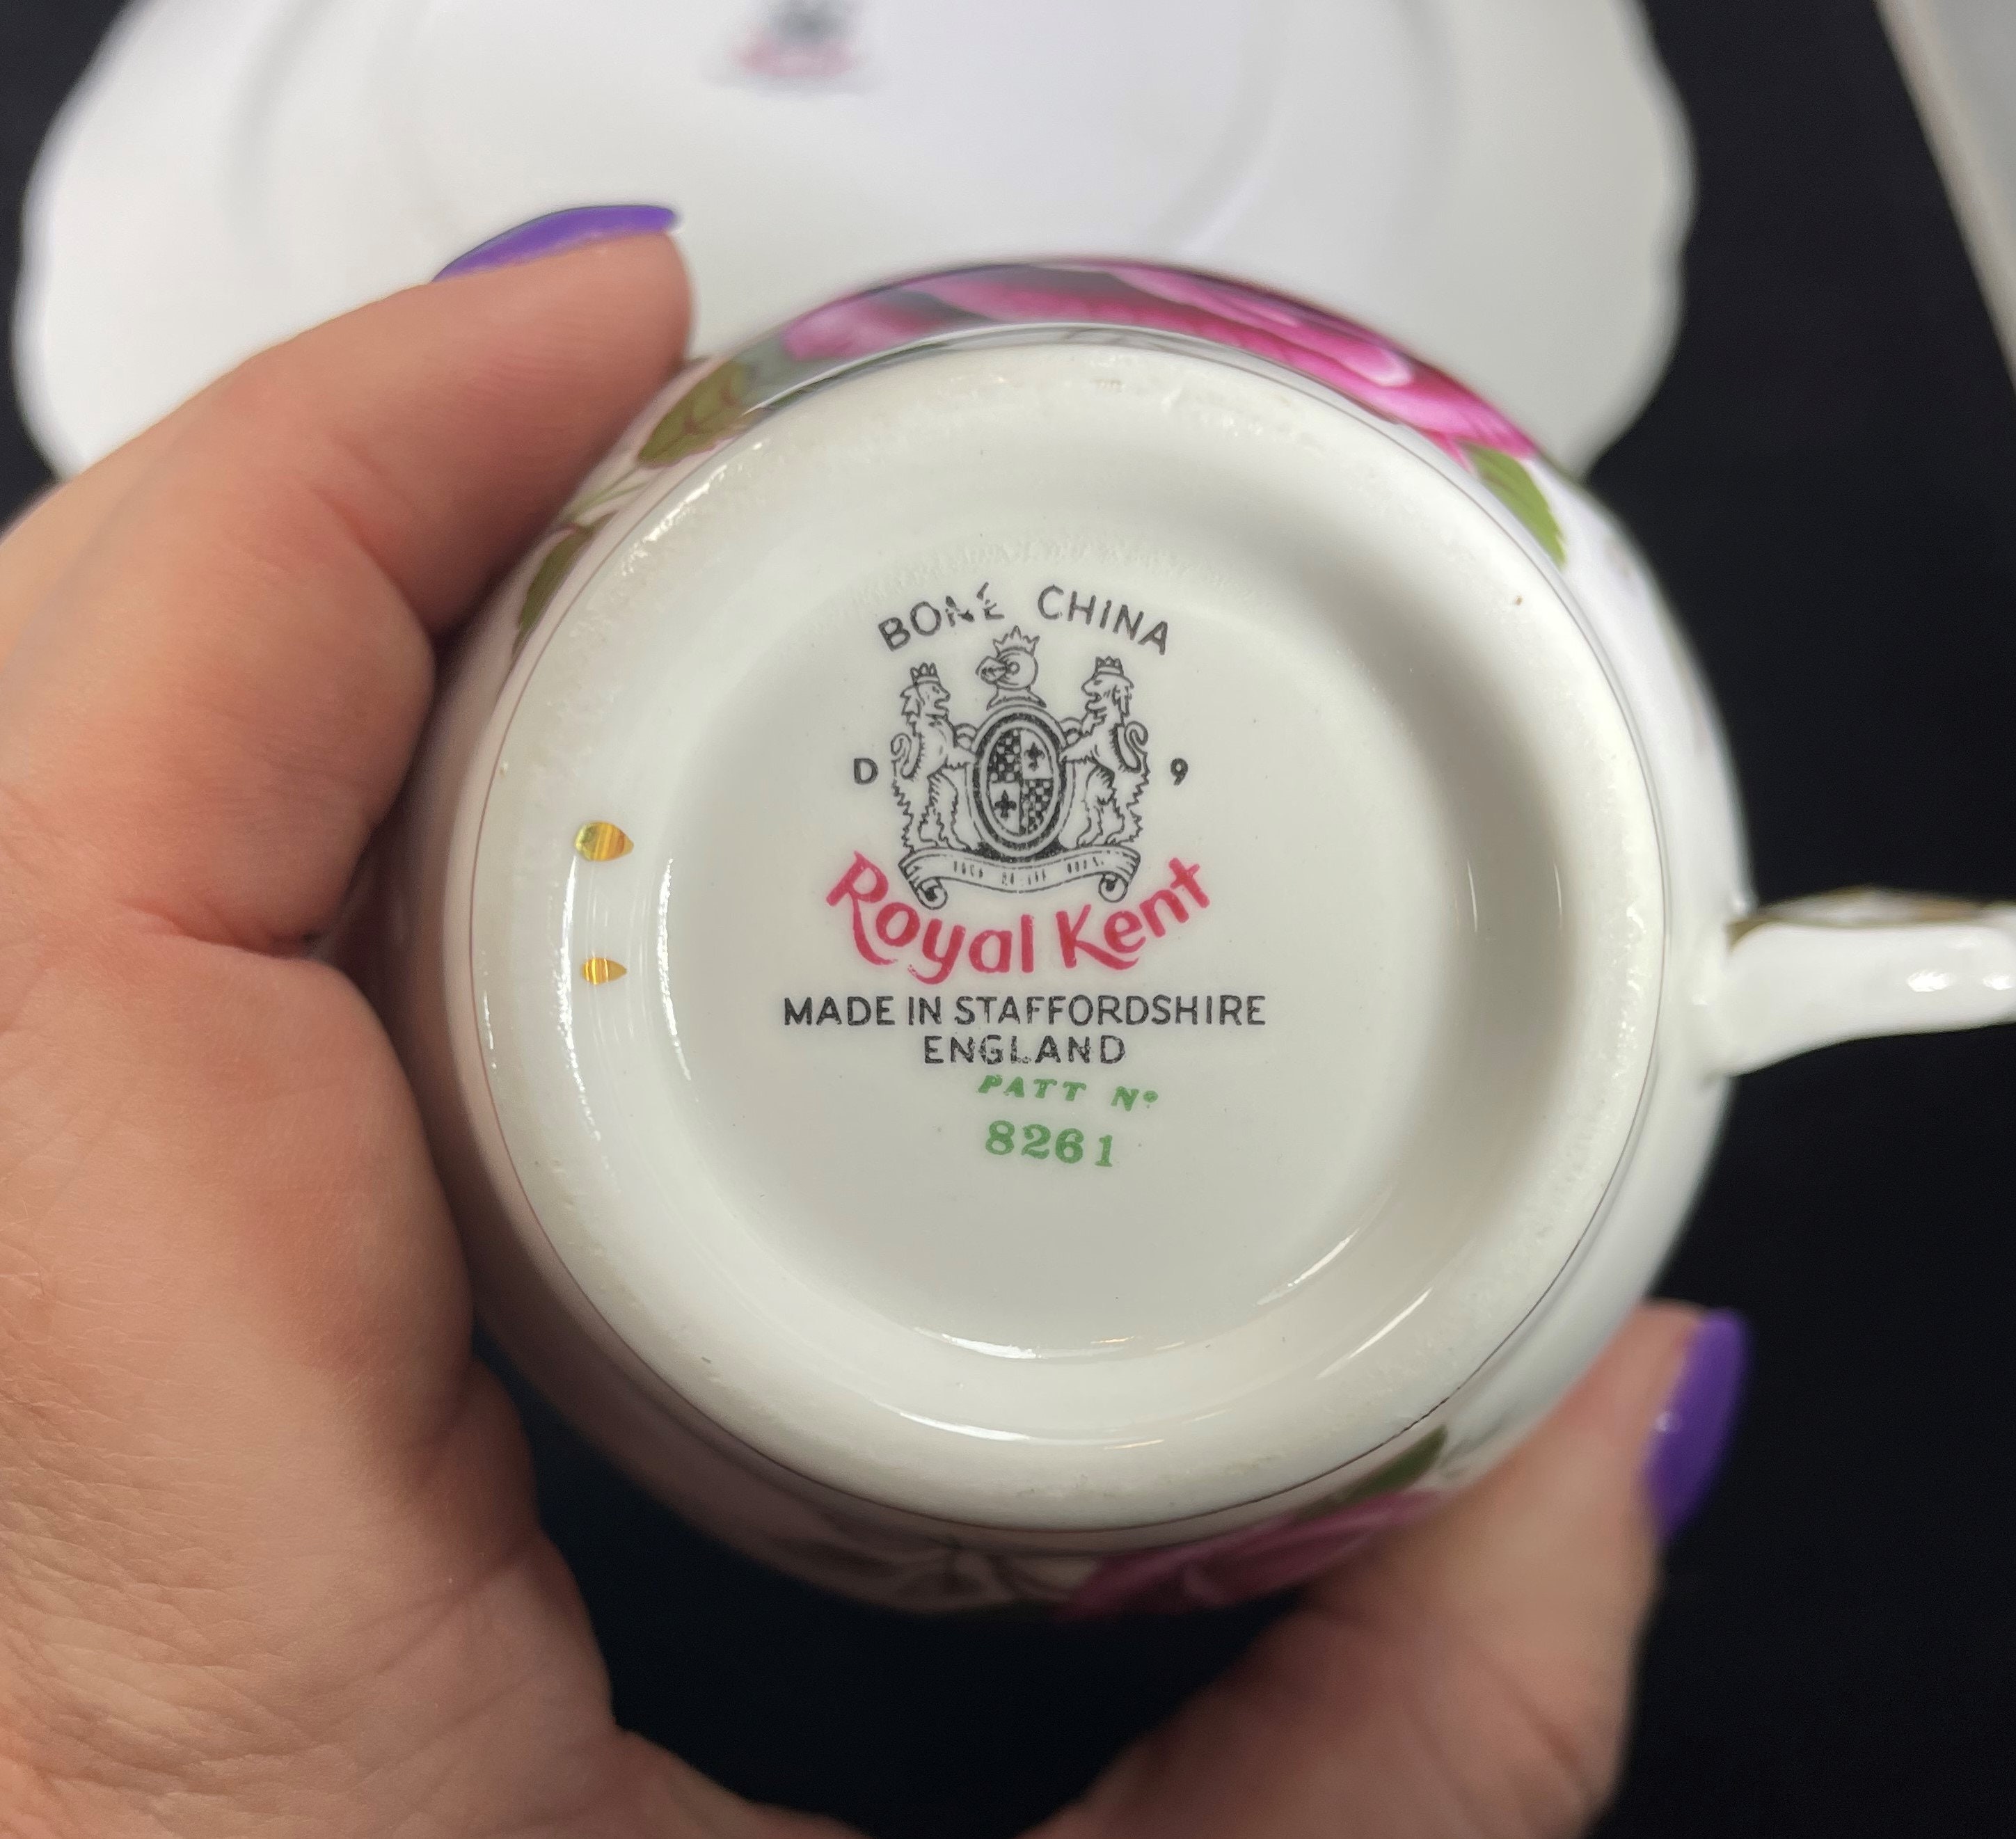 BONE CHINA
D 9
Royal Kent
MADE IN STAFFORDSHIRE
ENGLAND
PATT Nº
8261